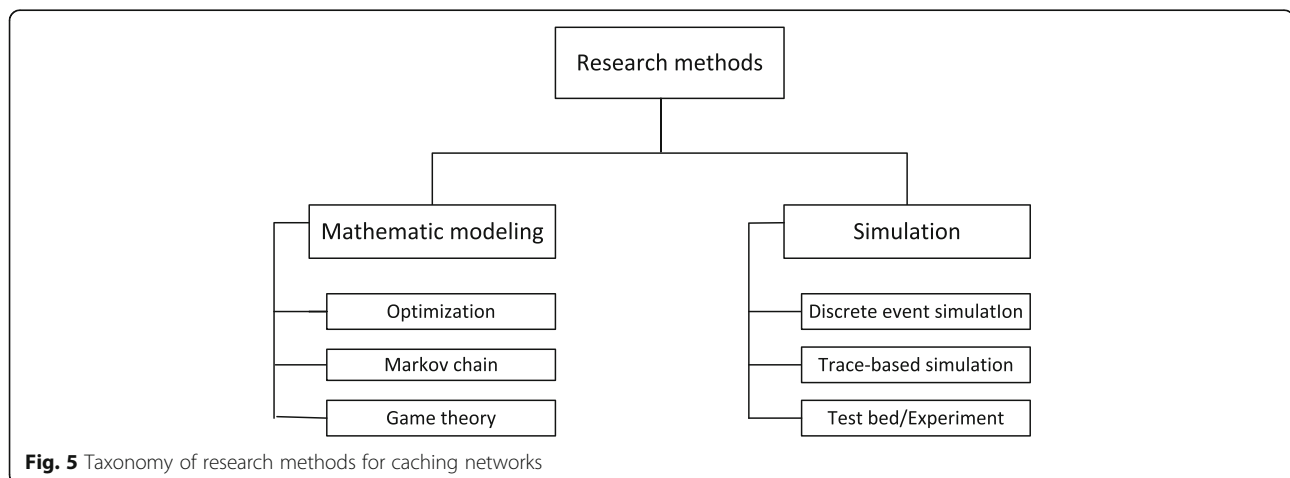 Research methods
Mathematic modeling
Optimization
Markov chain
Game theory
Simulation
Discrete event simulatIon
Trace-based simulation
Test bed/Experiment
Fig. 5 Taxonomy of research methods for caching networks